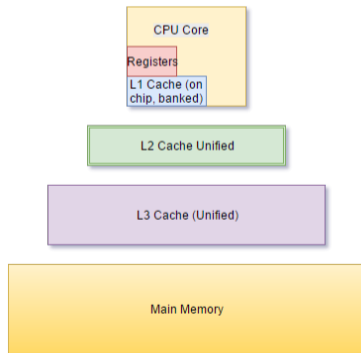 CPU Core
Registers
L1 Cache (on
chip, banked)
L2 Cache Unified
L3 Cache (Unified)
Main Memory